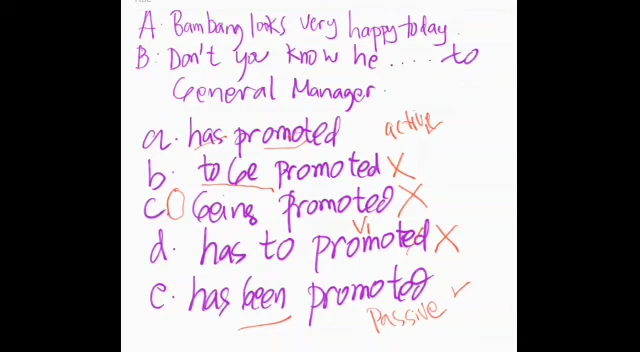 A. Bambang looks very happy today.
B. Don't you know he .... to
General Manager.
a. has promoted active
b. to be promoted X
c. being promoted X
V1
d. has to promoted X
e. has been promoted ✓
Passive